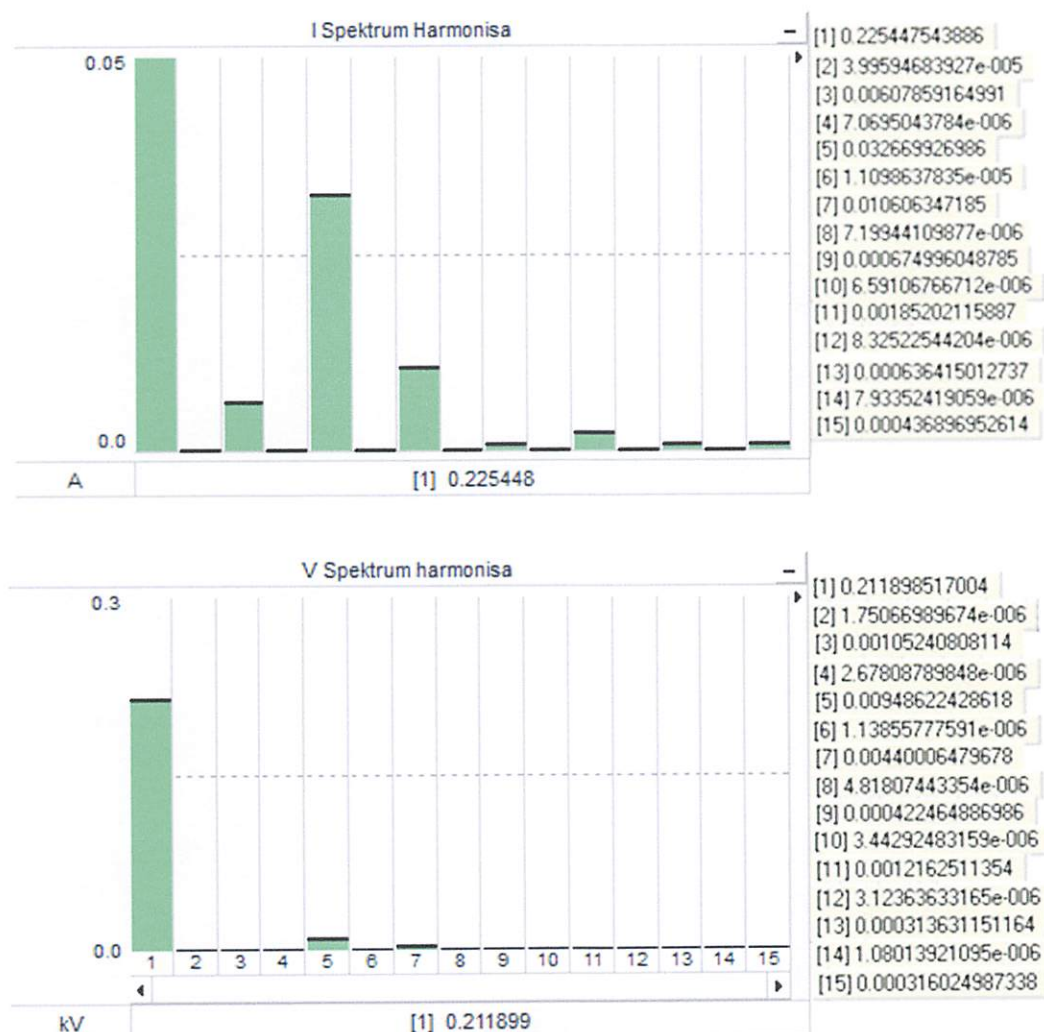 I Spektrum Harmonisa
0.05
0.0
A
[1] 0.225448
[1] 0.225447543886
[2] 3.99594683927e-005
[3] 0.00607859164991
[4] 7.0695043784e-006
[5] 0.032669926986
[6] 1.1098637835e-005
[7] 0.010606347185
[8] 7.19944109877e-006
[9] 0.000674996048785
[10] 6.59106766712e-006
[11] 0.00185202115887
[12] 8.32522544204e-006
[13] 0.000636415012737
[14] 7.93352419059e-006
[15] 0.000436896952614
V Spektrum harmonisa
0.3
0.0
1 2 3 4 5 6 7 8 9 10 11 12 13 14 15
kV
[1] 0.211899
[1] 0.211898517004
[2] 1.75066989674e-006
[3] 0.00105240808114
[4] 2.67808789848e-006
[5] 0.00948622428618
[6] 1.13855777591e-006
[7] 0.00440006479678
[8] 4.81807443354e-006
[9] 0.000422464886986
[10] 3.44292483159e-006
[11] 0.0012162511354
[12] 3.12363633165e-006
[13] 0.000313631151164
[14] 1.08013921095e-006
[15] 0.000316024987338